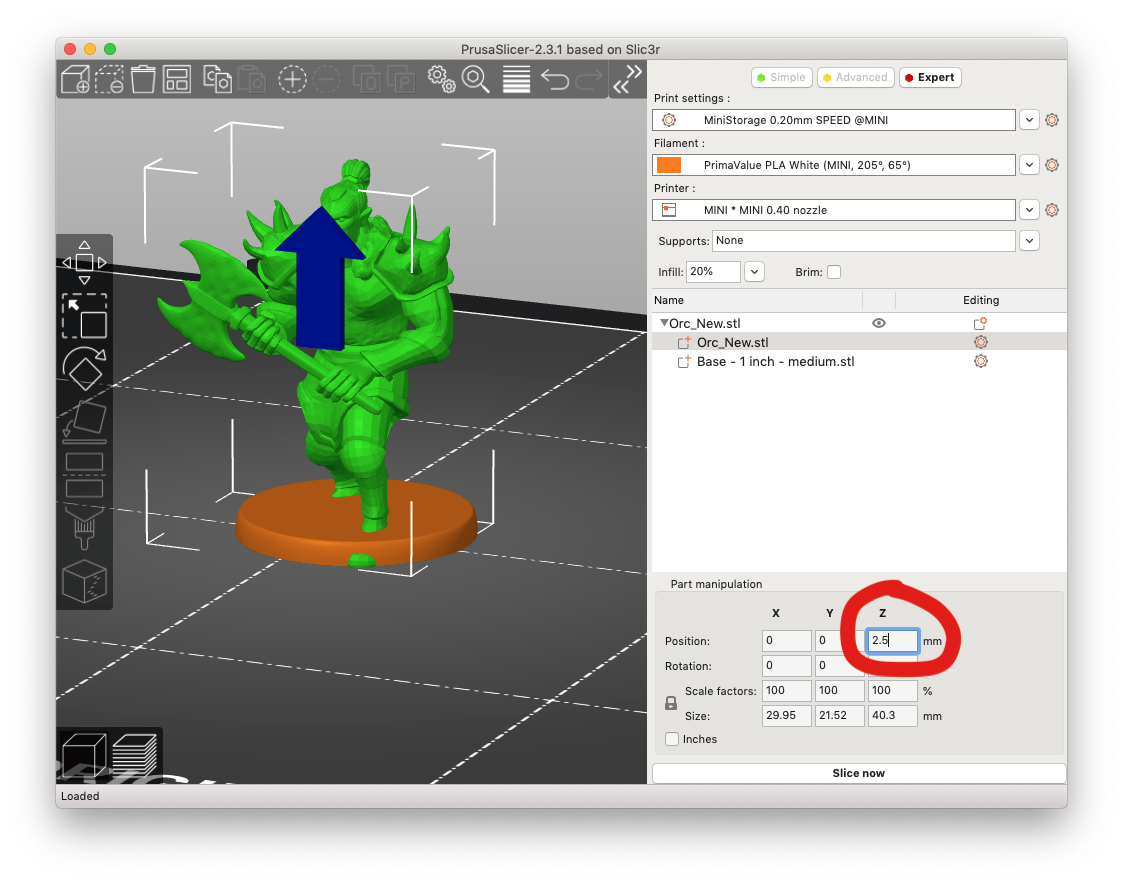 PrusaSlicer-2.3.1 based on Slic3r
Simple Advanced Expert
Print settings :
MiniStorage 0.20mm SPEED @MINI
Filament :
PrimaValue PLA White (MINI, 205°, 65°)
Printer :
MINI * MINI 0.40 nozzle
Supports: None
Infill: 20% Brim:
Name Editing
Orc_New.stl
Orc_New.stl
Base - 1 inch - medium.stl
Part manipulation
X Y Z
Position: 0 0 2.5 mm
Rotation: 0 0
Scale factors: 100 100 100 %
Size: 29.95 21.52 40.3 mm
Inches
Slice now
Loaded